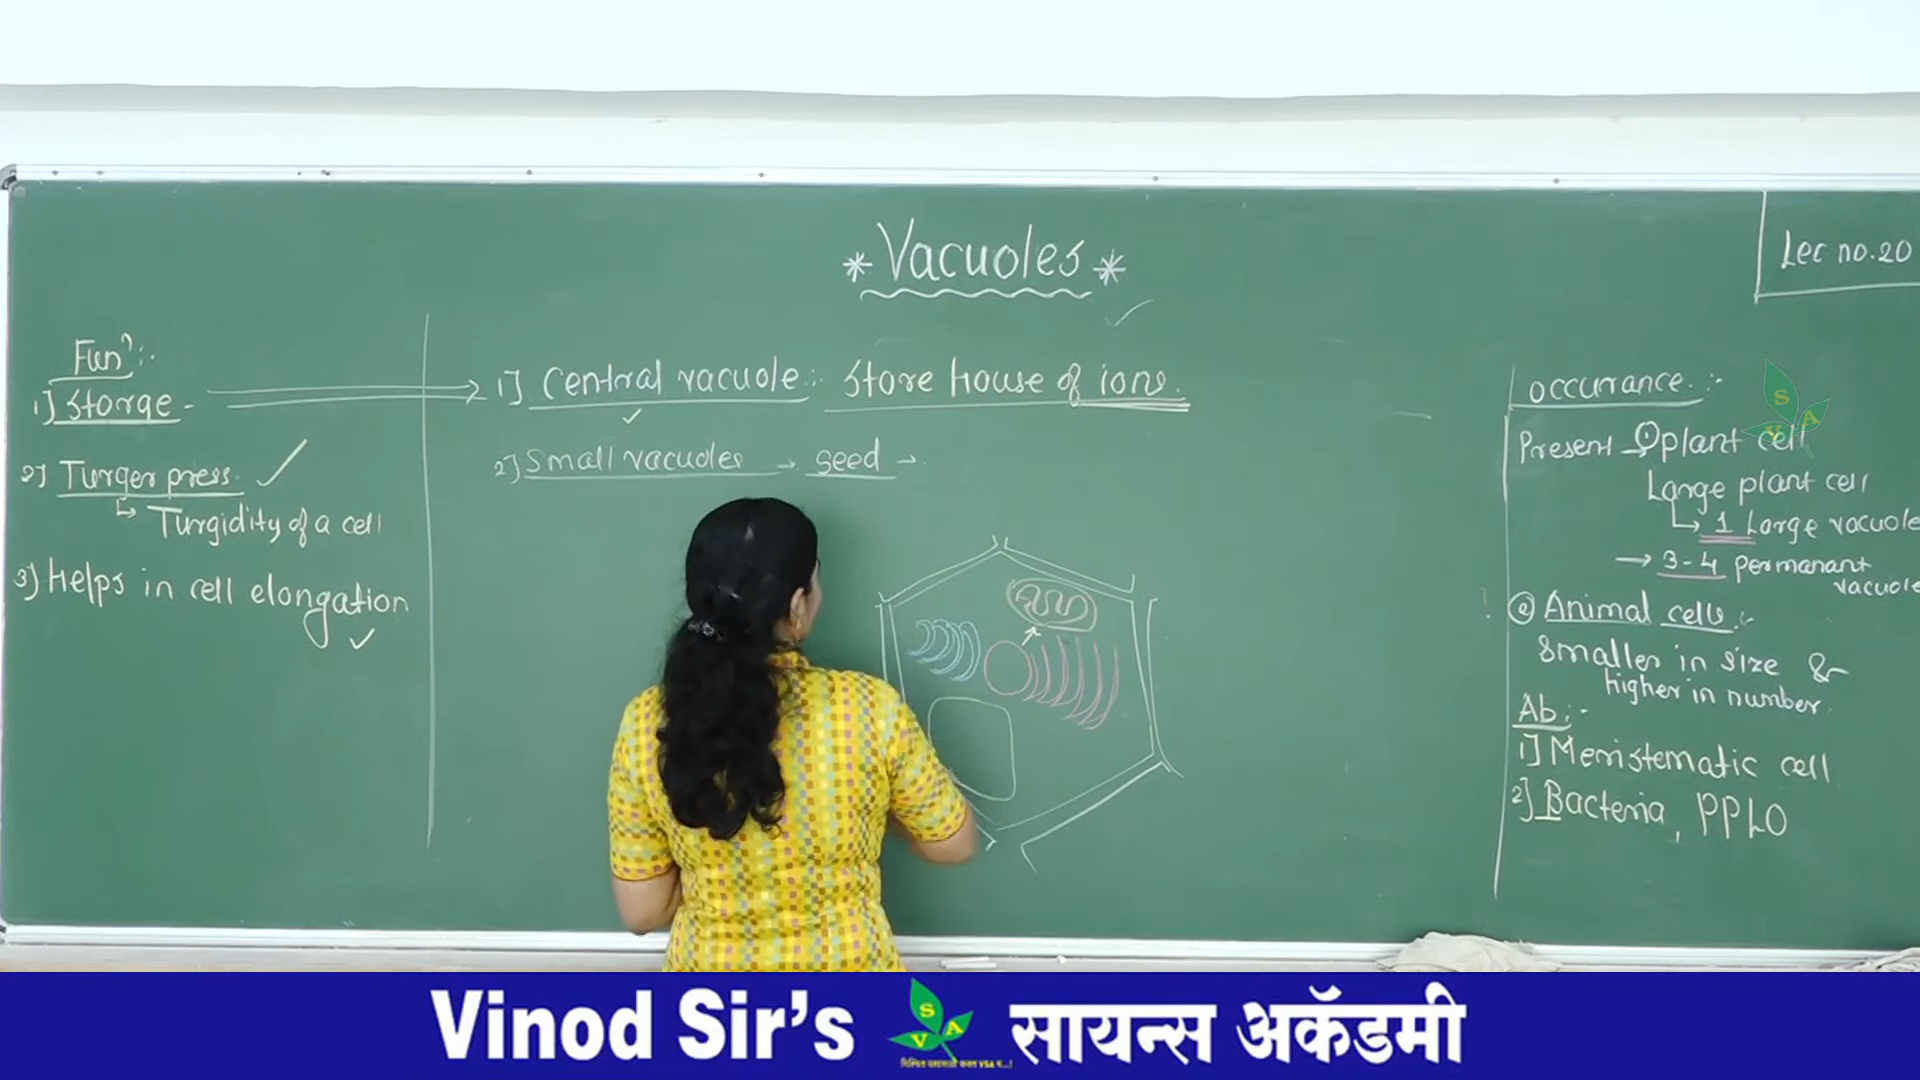 * Vacuoles *
Lec no.20
Funⁿ:-
1] Storge -
2] Turger press.
↳ Turgidity of a cell
3) Helps in cell elongation
1] Central vacuole :- Store house of ions.
2] Small vacuoles → seed →
occurrance :-
Present → ① plant cell
Large plant cell
↳ 1 Large vacuole
→ 3-4 permanant
vacuole
② Animal cells :-
Smaller in size &
higher in number.
Ab :-
1] Meristematic cell
2] Bacteria, PPLO
S
V A
Vinod Sir's
S
V A
सायन्स अकॅडमी